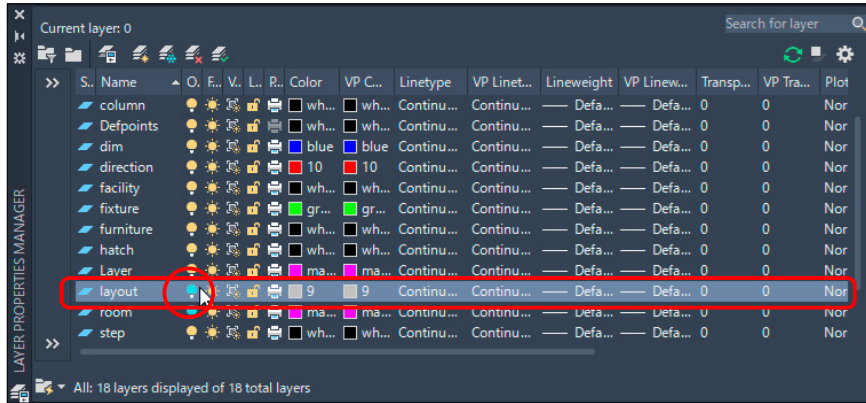 Current layer: 0
Search for layer
S.. Name O. F... V.. L.. P... Color VP C... Linetype VP Linet... Lineweight VP Linew... Transp... VP Tra... Plot
column wh... wh... Continu... Continu... Defa... Defa... 0 0 Nor
Defpoints wh... wh... Continu... Continu... Defa... Defa... 0 0 Nor
dim blue blue Continu... Continu... Defa... Defa... 0 0 Nor
direction 10 10 Continu... Continu... Defa... Defa... 0 0 Nor
facility wh... wh... Continu... Continu... Defa... Defa... 0 0 Nor
fixture gr... gr... Continu... Continu... Defa... Defa... 0 0 Nor
furniture wh... wh... Continu... Continu... Defa... Defa... 0 0 Nor
hatch wh... wh... Continu... Continu... Defa... Defa... 0 0 Nor
Layer ma... ma... Continu... Continu... Defa... Defa... 0 0 Nor
layout 9 9 Continu... Continu... Defa... Defa... 0 0 Nor
room ma... ma... Continu... Continu... Defa... Defa... 0 0 Nor
step wh... wh... Continu... Continu... Defa... Defa... 0 0 Nor
All: 18 layers displayed of 18 total layers
LAYER PROPERTIES MANAGER